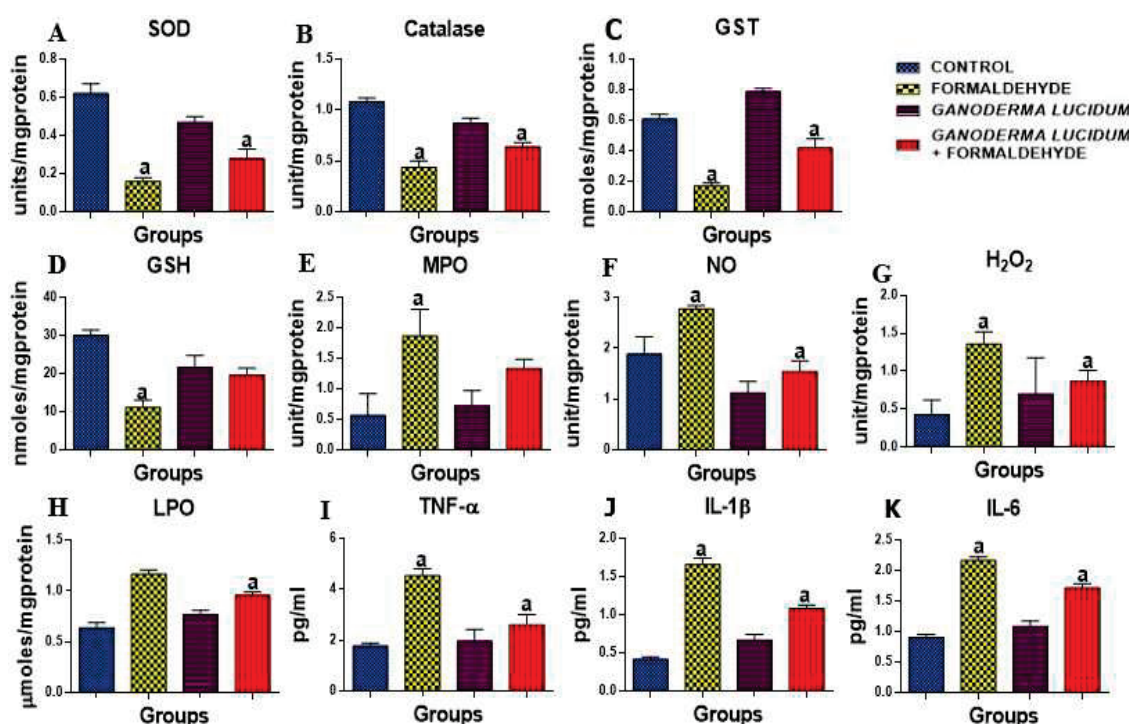 A
SOD
units/mgprotein
0.8
0.6
0.4
0.2
0.0
a
a
Groups
B
Catalase
unit/mgprotein
1.5
1.0
0.5
0.0
a
a
Groups
C
GST
nmoles/mgprotein
1.0
0.8
0.6
0.4
0.2
0.0
a
a
Groups
CONTROL
FORMALDEHYDE
GANODERMA LUCIDUM
GANODERMA LUCIDUM
+ FORMALDEHYDE
D
GSH
nmoles/mgprotein
40
30
20
10
0
a
Groups
E
MPO
unit/mgprotein
2.5
2.0
1.5
1.0
0.5
0.0
a
Groups
F
NO
unit/mgprotein
3
2
1
0
a
a
Groups
G
H₂O₂
unit/mgprotein
2.0
1.5
1.0
0.5
0.0
a
a
Groups
H
LPO
µmoles/mgprotein
1.5
1.0
0.5
0.0
a
Groups
I
TNF-α
pg/ml
6
4
2
0
a
a
Groups
J
IL-1β
pg/ml
2.0
1.5
1.0
0.5
0.0
a
a
Groups
K
IL-6
pg/ml
2.5
2.0
1.5
1.0
0.5
0.0
a
a
Groups